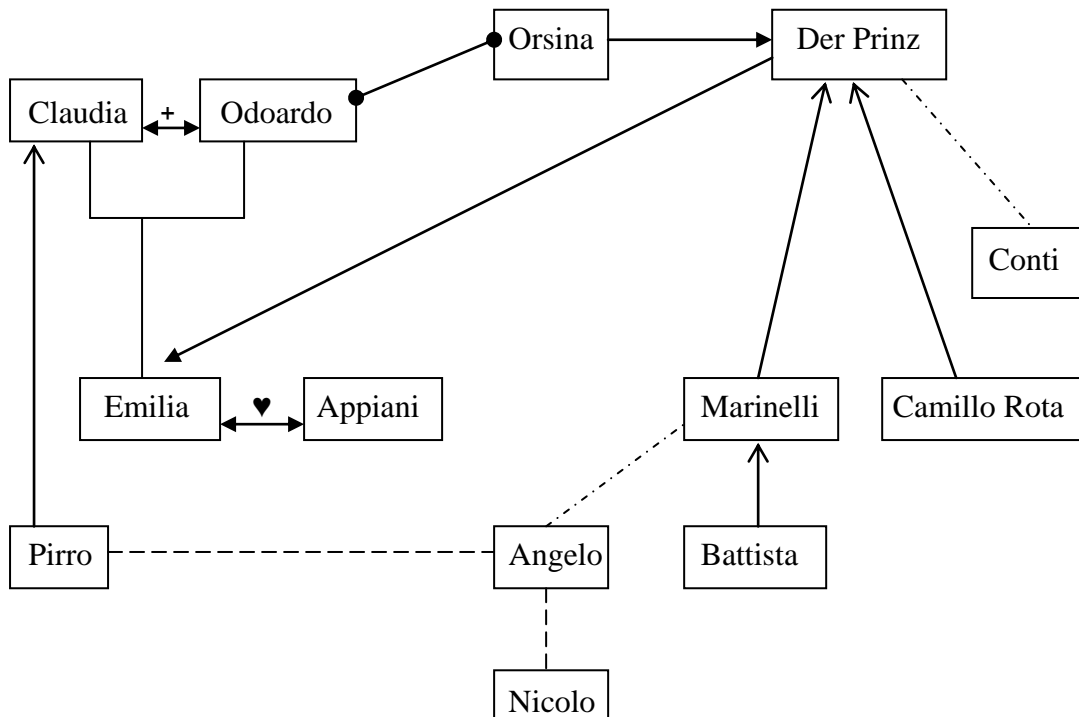 Orsina
Der Prinz
Claudia
+
Odoardo
Conti
Emilia
♥
Appiani
Marinelli
Camillo Rota
Pirro
Angelo
Battista
Nicolo